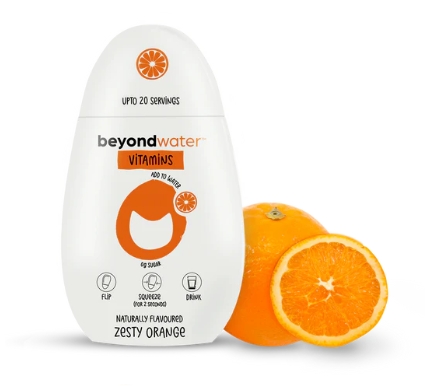 UPTO 20 SERVINGS
beyondwater™
VITAMINS
ADD TO WATER
0g SUGAR
FLIP
SQUEEZE
(FOR 2 SECONDS)
DRINK
NATURALLY FLAVOURED
ZESTY ORANGE